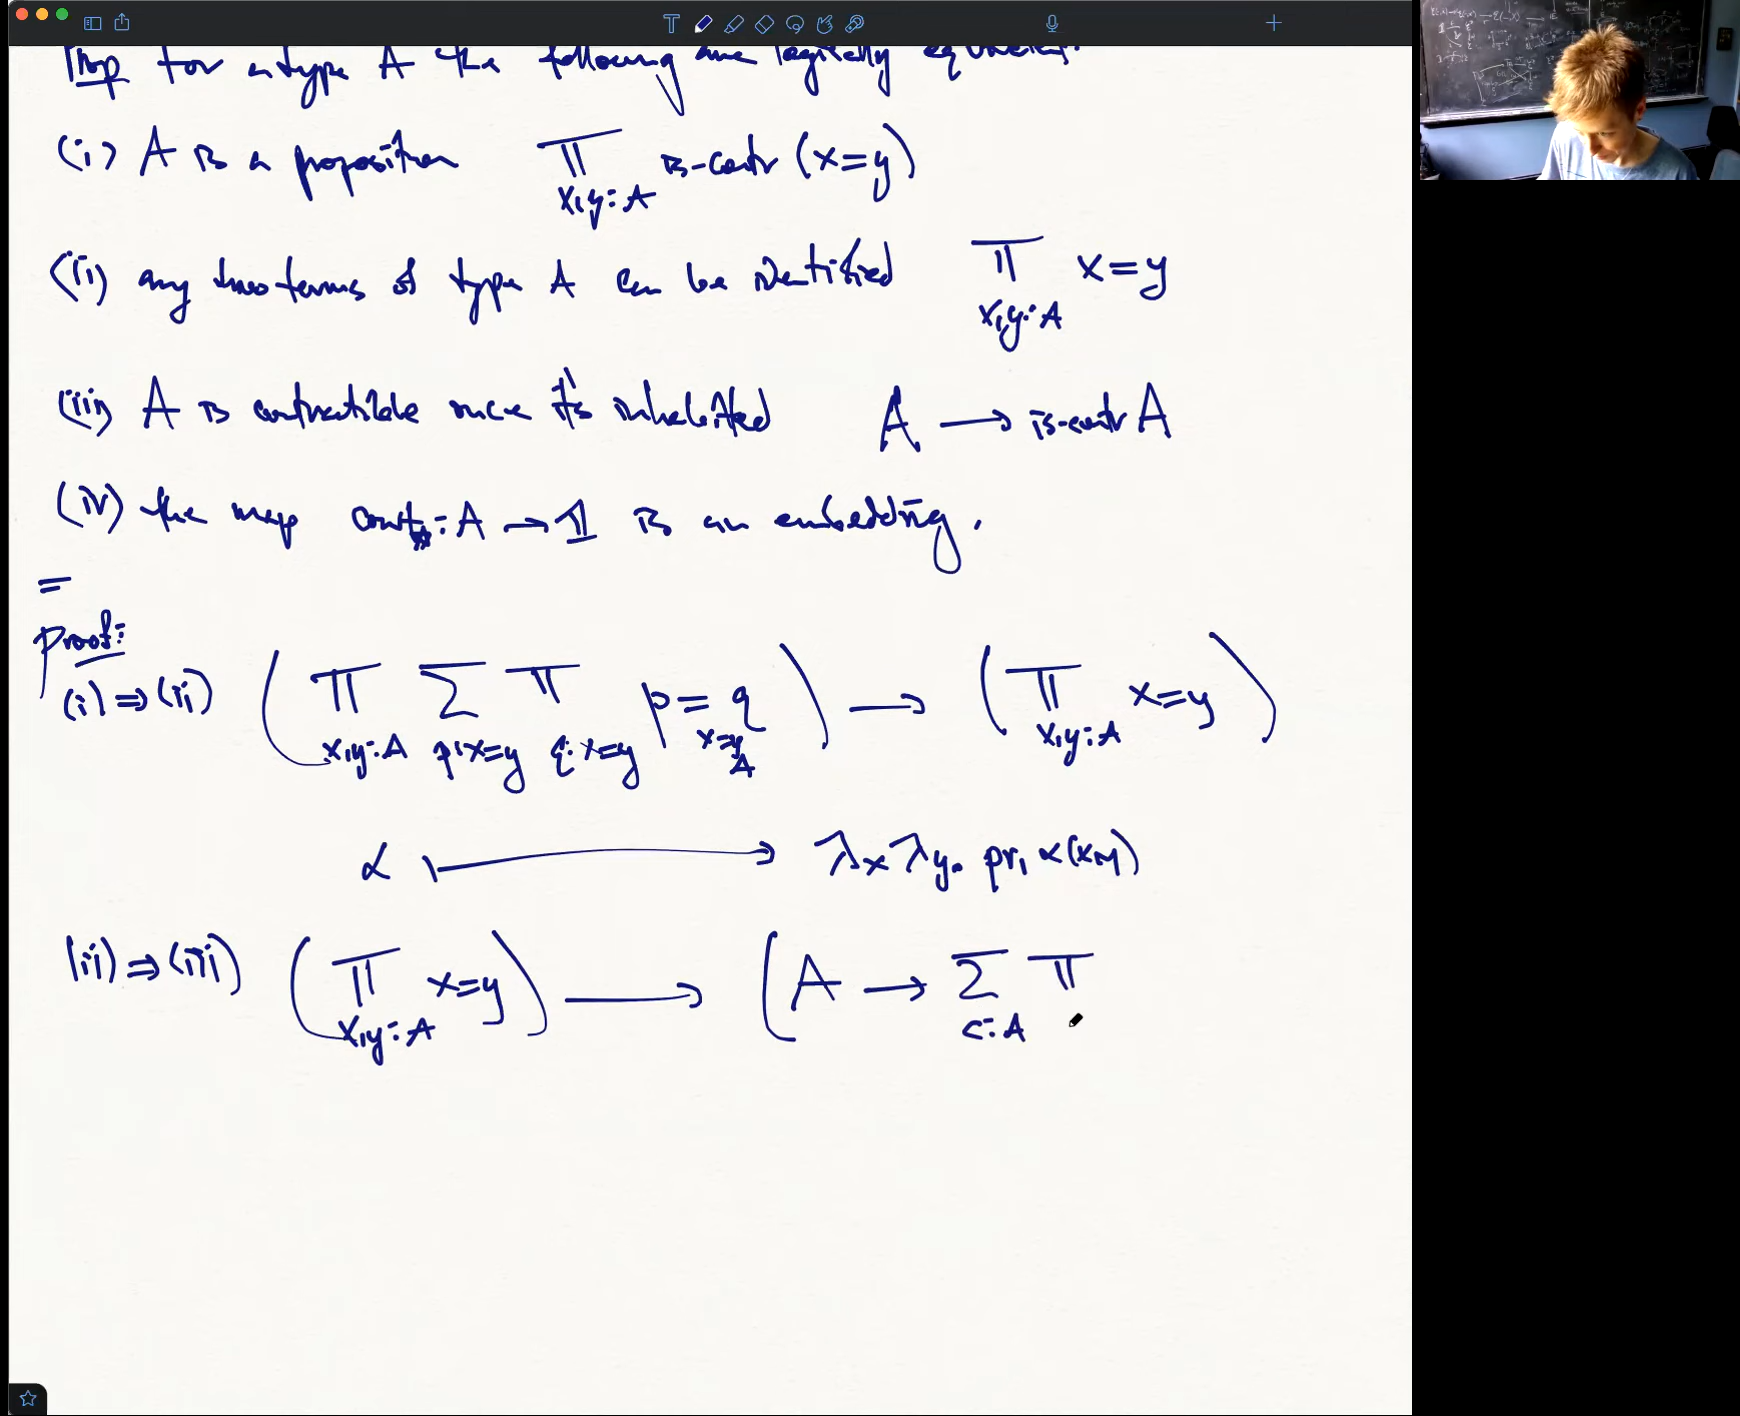 Prop For a type A the following are logically equivalent:
(i) A is a proposition ∏_{x,y:A} is-contr (x=y)
(ii) any two terms of type A can be identified ∏_{x,y:A} x=y
(iii) A is contractible once it's inhabited A → is-contr A
(iv) the map const_⋆ : A → 𝟙 is an embedding.
=
Proof:
(i) ⇒ (ii) ( ∏_{x,y:A} ∑_{p:x=y} ∏_{q:x=y} p =_{x=_A y} q ) → ( ∏_{x,y:A} x=y )
α ↦ λx λy. pr₁ α(x,y)
(ii) ⇒ (iii) ( ∏_{x,y:A} x=y ) → ( A → ∑_{c:A} ∏